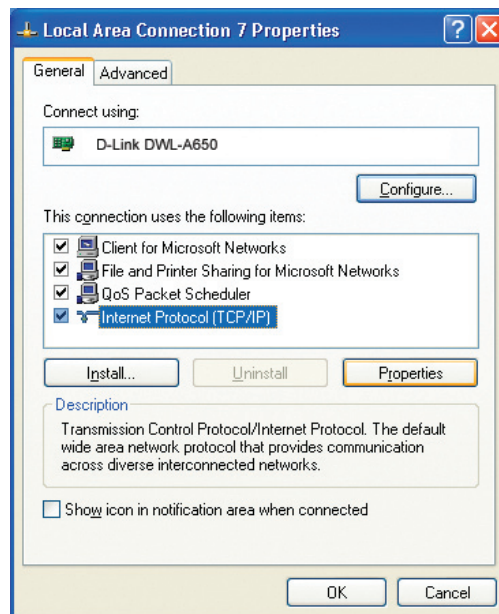 Local Area Connection 7 Properties
General Advanced
Connect using:
D-Link DWL-A650
Configure...
This connection uses the following items:
Client for Microsoft Networks
File and Printer Sharing for Microsoft Networks
QoS Packet Scheduler
Internet Protocol (TCP/IP)
Install... Uninstall Properties
Description
Transmission Control Protocol/Internet Protocol. The default
wide area network protocol that provides communication
across diverse interconnected networks.
Show icon in notification area when connected
OK Cancel